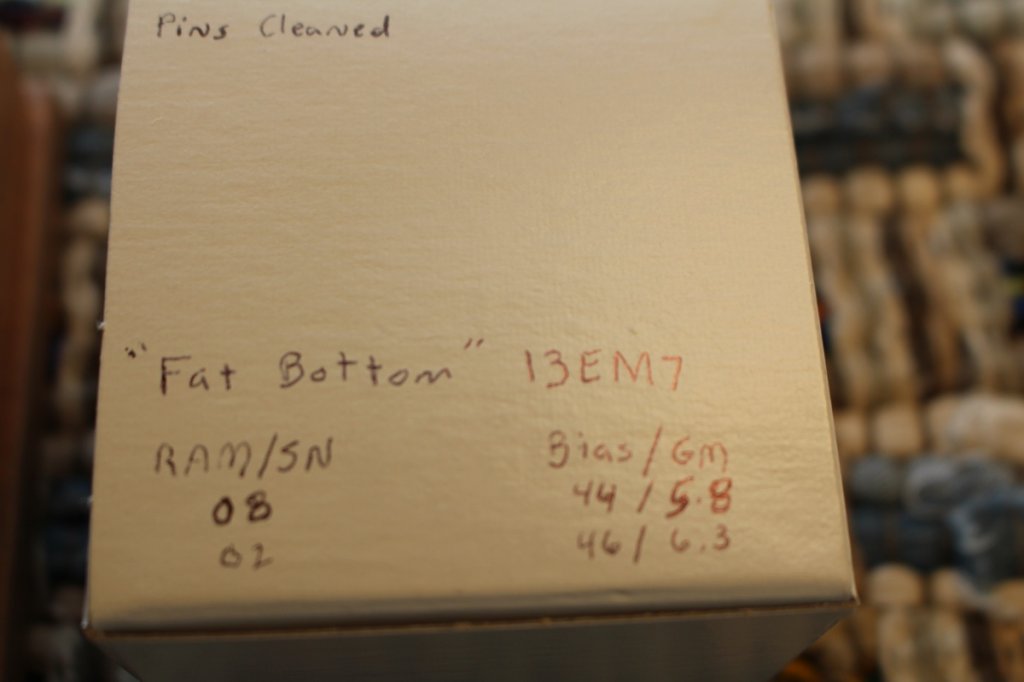 Pins Cleaned
"Fat Bottom" 13EM7
RAM/SN Bias/Gm
08 44/5.8
02 46/6.3